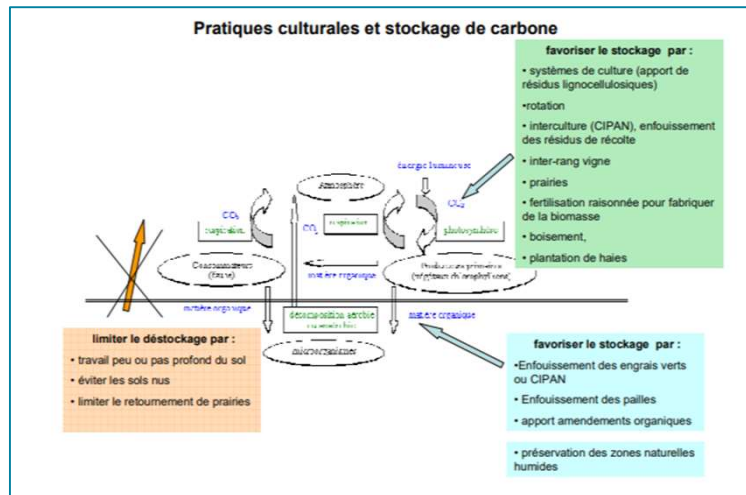 Pratiques culturales et stockage de carbone
favoriser le stockage par :
• systèmes de culture (apport de
résidus lignocellulosiques)
•rotation
• interculture (CIPAN), enfouissement
des résidus de récolte
• inter-rang vigne
• prairies
• fertilisation raisonnée pour fabriquer
de la biomasse
• boisement,
• plantation de haies
énergie lumineuse
Atmosphère
CO₂
CO₂
CO₂
respiration
respiration
photosynthèse
Consommateurs
(faune)
matière organique
Producteurs primaires
(végétaux chlorophylliens)
matière organique
décomposition aérobie
matière organique
microorganismes
limiter le déstockage par :
• travail peu ou pas profond du sol
• éviter les sols nus
• limiter le retournement de prairies
favoriser le stockage par :
•Enfouissement des engrais verts
ou CIPAN
• Enfouissement des pailles
• apport amendements organiques
• préservation des zones naturelles
humides